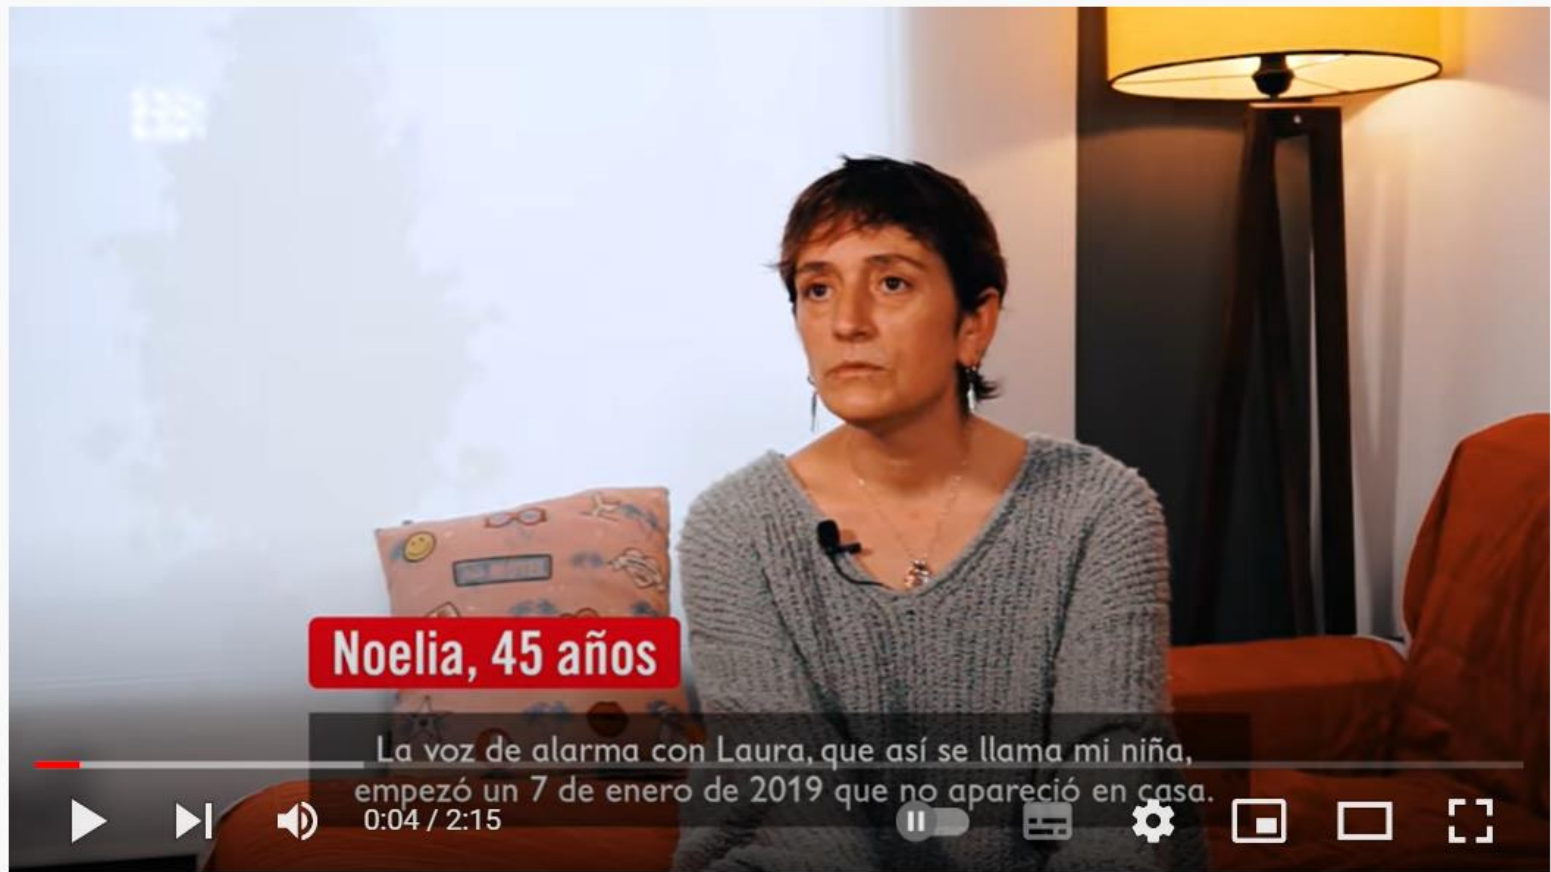 Noelia, 45 años
La voz de alarma con Laura, que así se llama mi niña,
empezó un 7 de enero de 2019 que no apareció en casa.
0:04 / 2:15